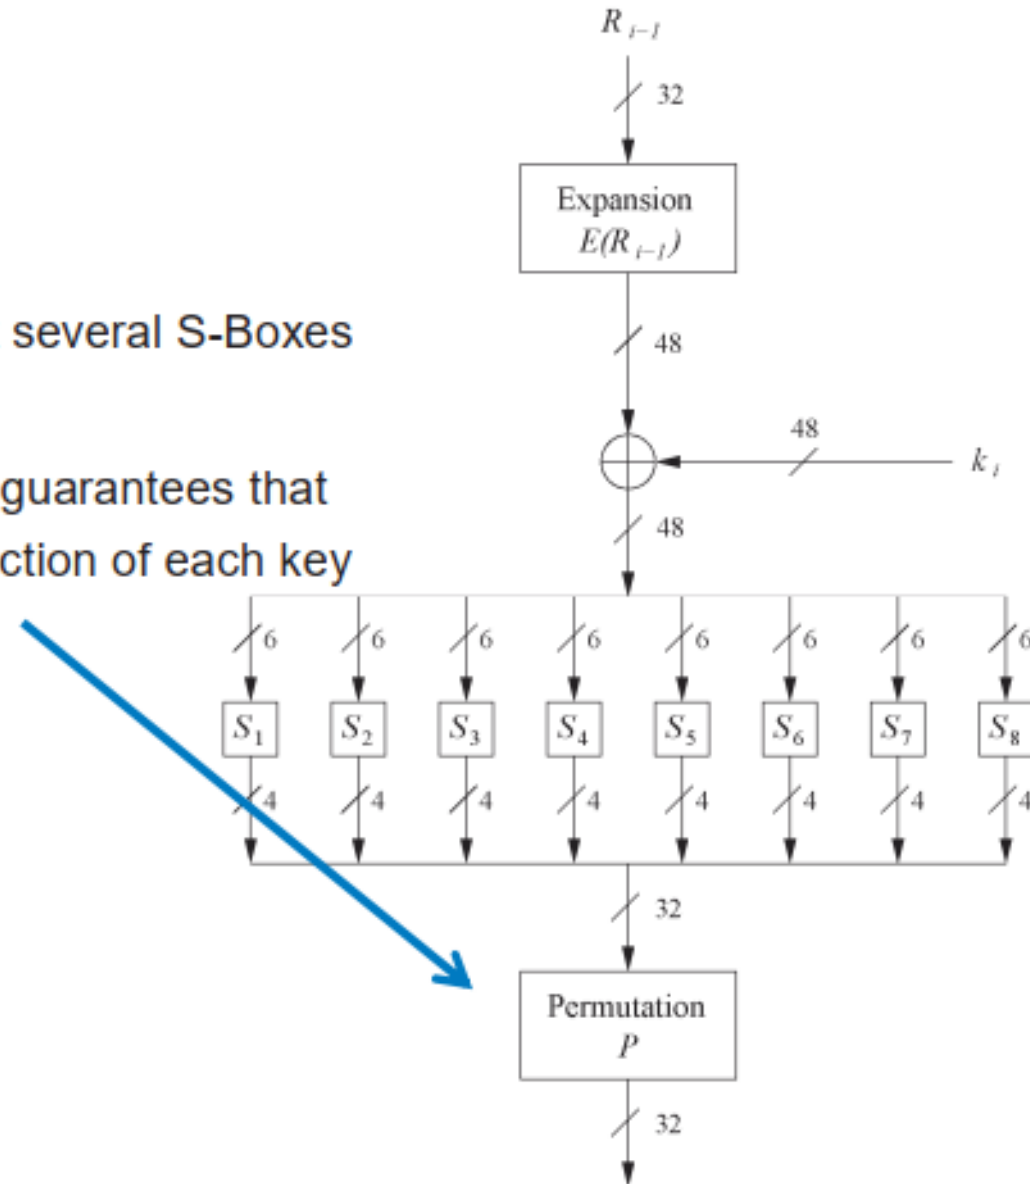 R i-1
32
Expansion
E(R i-1)
several S-Boxes
48
48
k i
guarantees that
48
ction of each key
6 6 6 6 6 6 6 6
S1 S2 S3 S4 S5 S6 S7 S8
4 4 4 4 4 4 4 4
32
Permutation
P
32